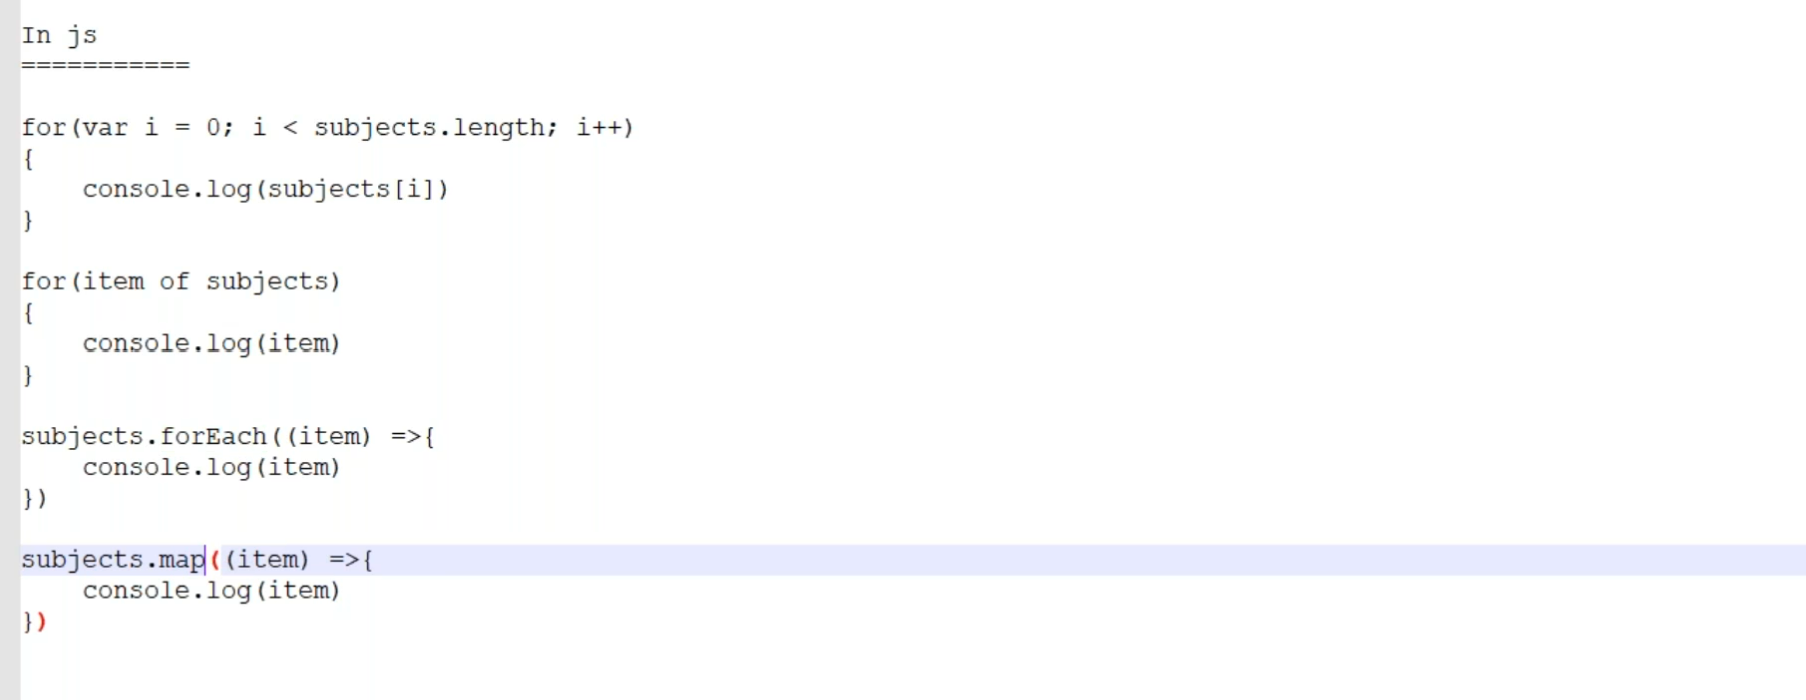 In js
===========
for(var i = 0; i < subjects.length; i++)
{
    console.log(subjects[i])
}
for(item of subjects)
{
    console.log(item)
}
subjects.forEach((item) =>{
    console.log(item)
})
subjects.map((item) =>{
    console.log(item)
})